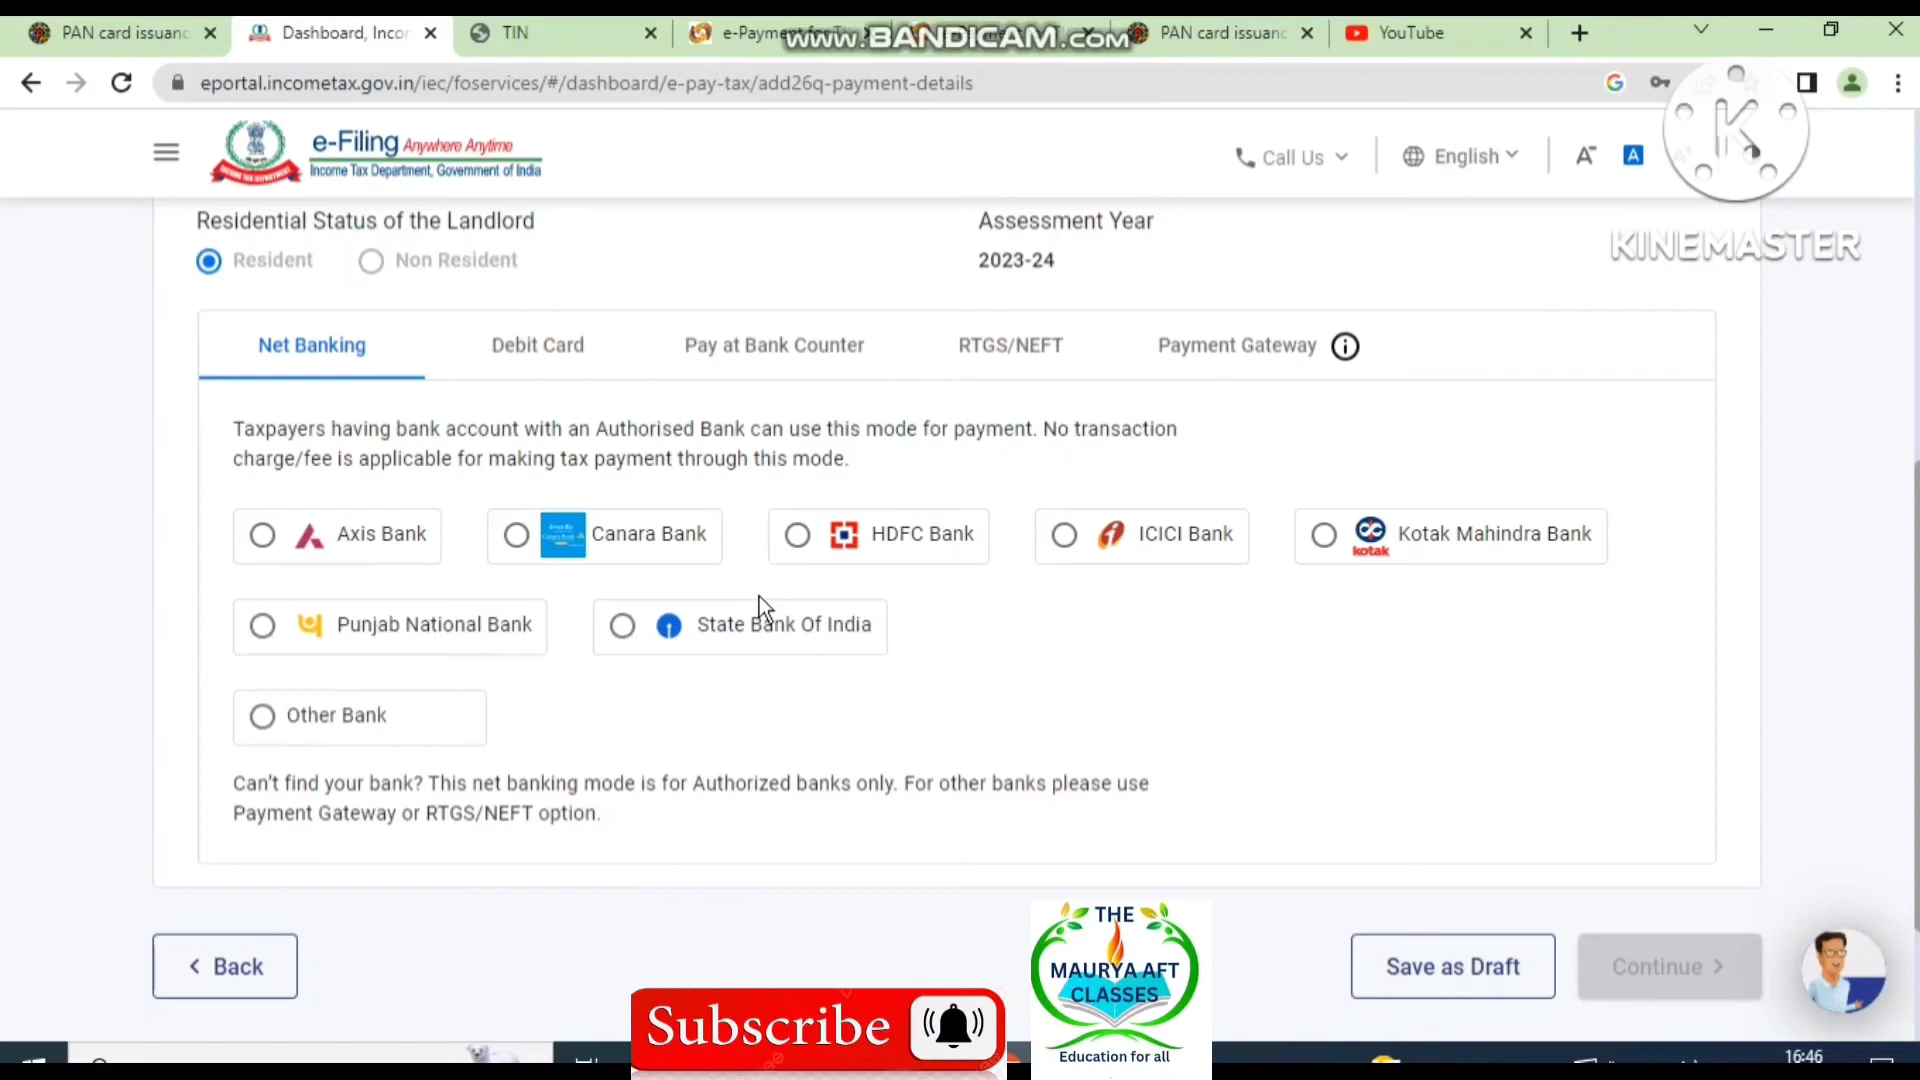 PAN card issuanc
Dashboard, Incor
TIN
e-Payment for T
PAN card issuanc
YouTube
www.BANDICAM.com
eportal.incometax.gov.in/iec/foservices/#/dashboard/e-pay-tax/add26q-payment-details
e-Filing Anywhere Anytime
Income Tax Department, Government of India
Call Us
English
A
A
K
KINEMASTER
Residential Status of the Landlord
Assessment Year
Resident
Non Resident
2023-24
Net Banking
Debit Card
Pay at Bank Counter
RTGS/NEFT
Payment Gateway
Taxpayers having bank account with an Authorised Bank can use this mode for payment. No transaction
charge/fee is applicable for making tax payment through this mode.
Axis Bank
Canara Bank
HDFC Bank
ICICI Bank
kotak
Kotak Mahindra Bank
Punjab National Bank
State Bank Of India
Other Bank
Can't find your bank? This net banking mode is for Authorized banks only. For other banks please use
Payment Gateway or RTGS/NEFT option.
Back
Save as Draft
Continue
Subscribe
THE
MAURYA AFT
CLASSES
Education for all
16:46